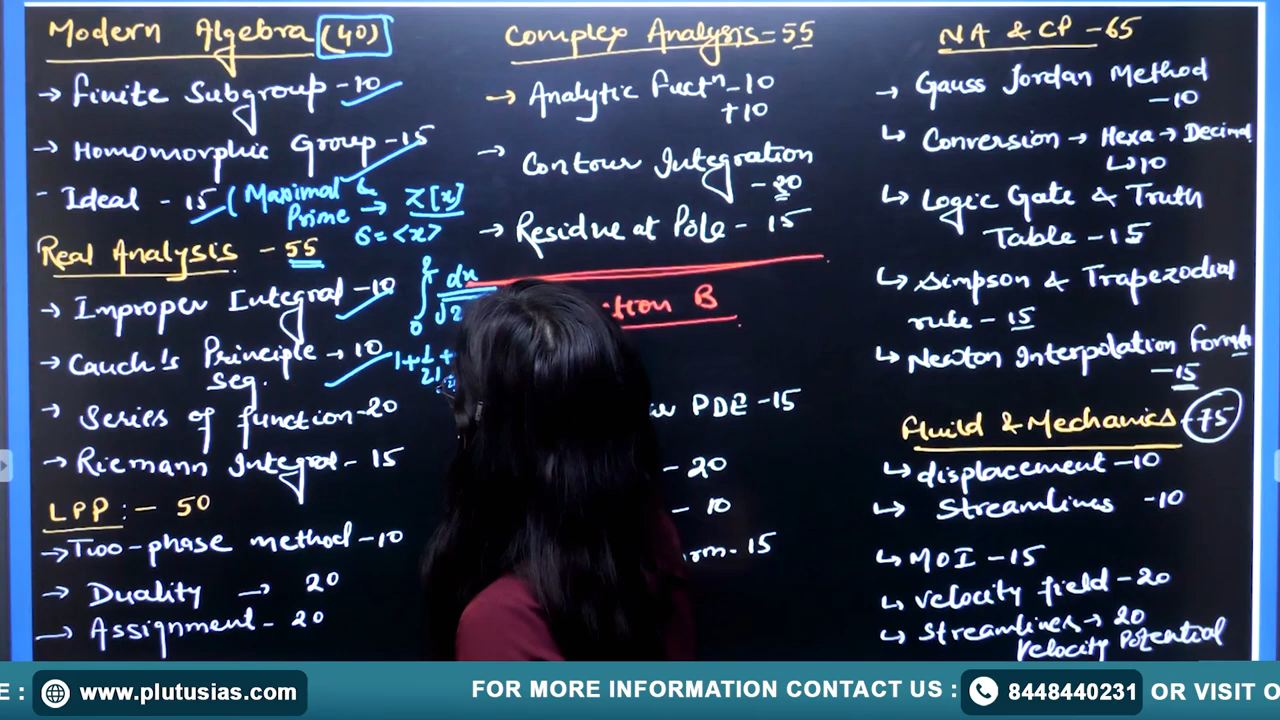 Modern Algebra (40)
→ Finite Subgroup - 10
→ Homomorphic Group - 15
- Ideal - 15 (Maximal &
Prime → Z[x]
G = <x>
Real Analysis - 55
→ Improper Integral - 10
→ Cauch's Principle → 10
Seq.
→ Series of function - 20
→ Riemann Integral - 15
LPP : - 50
→ Two-phase method - 10
→ Duality → 20
→ Assignment - 20
Complex Analysis - 55
→ Analytic Fuctn - 10
+10
→ Contour Integration
- 20
→ Residue at Pole - 15
B
PDE - 15
- 20
- 10
- 15
NA & CP - 65
→ Gauss Jordan Method
- 10
↳ Conversion → Hexa → Decimal
↳ 10
↳ Logic Gate & Truth
Table - 15
↳ Simpson & Trapezodial
rule - 15
↳ Newton Interpolation
- 15
Fluild & Mechanics - 75
↳ displacement - 10
↳ Streamlines - 10
↳ MOI - 15
↳ velocity field - 20
↳ Streamlines → 20
velocity Potential
E : www.plutusias.com FOR MORE INFORMATION CONTACT US : 8448440231 OR VISIT O